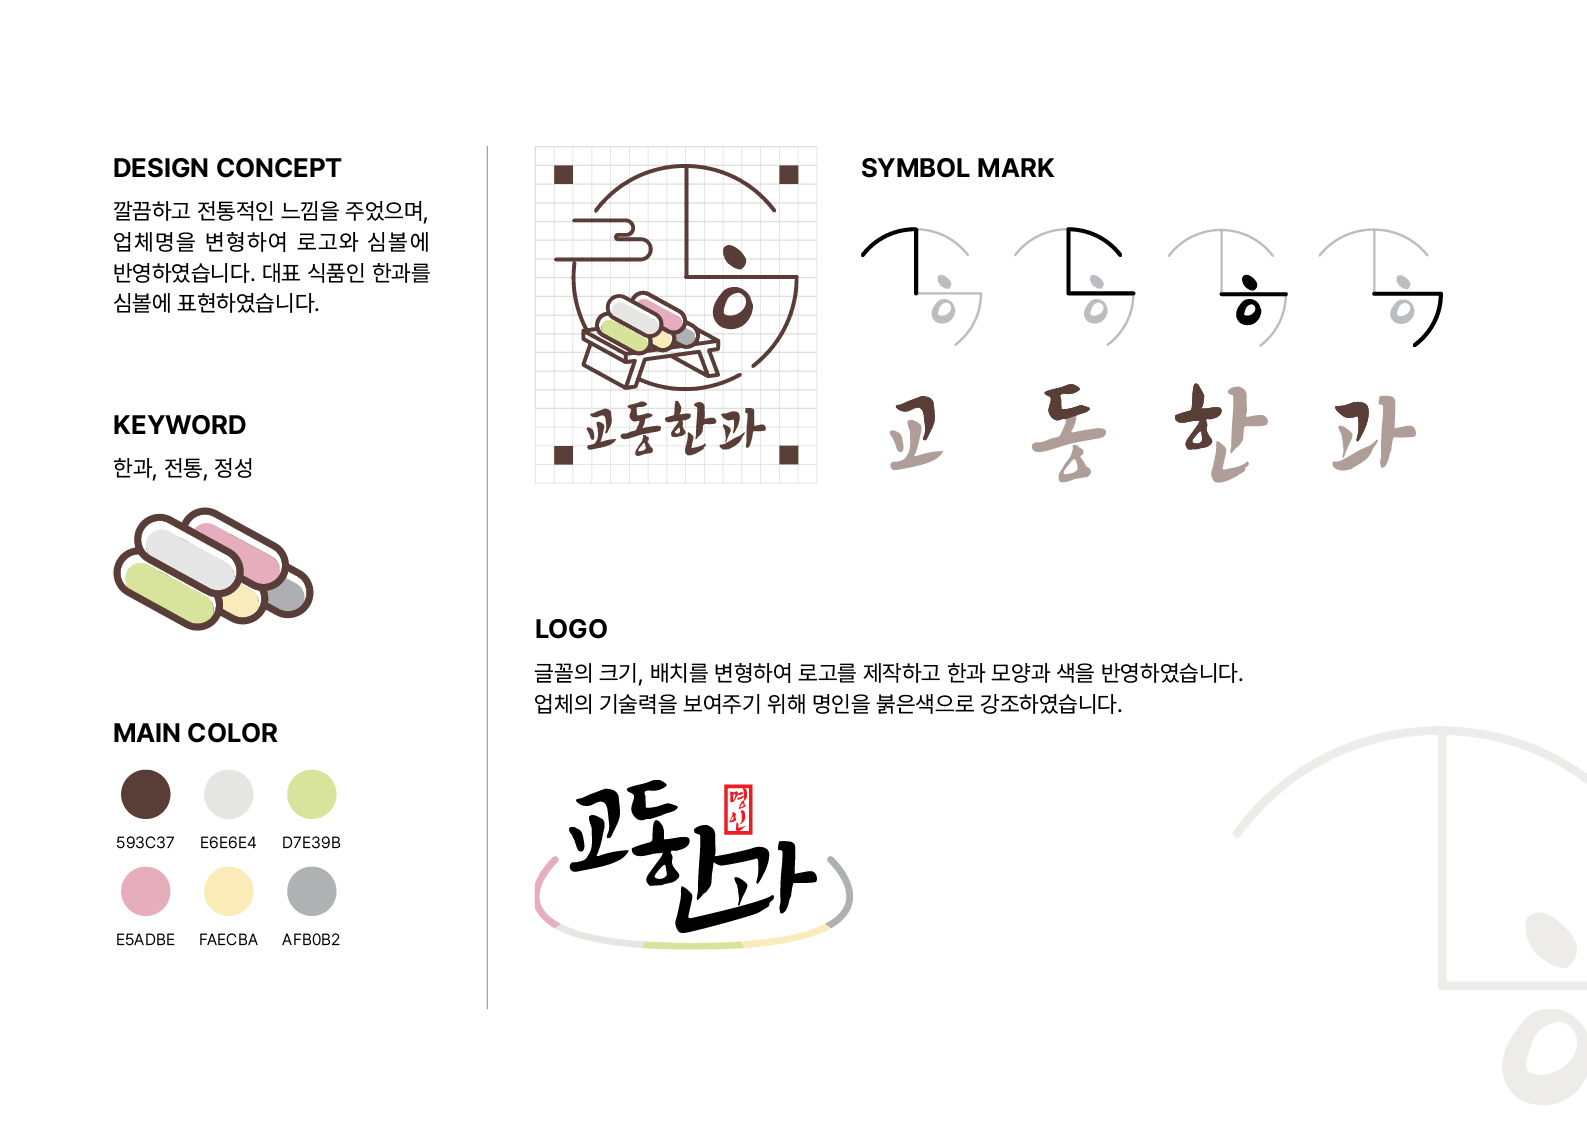 DESIGN CONCEPT
깔끔하고 전통적인 느낌을 주었으며,
업체명을 변형하여 로고와 심볼에
반영하였습니다. 대표 식품인 한과를
심볼에 표현하였습니다.
KEYWORD
한과, 전통, 정성
MAIN COLOR
593C37 E6E6E4 D7E39B
E5ADBE FAECBA AFB0B2
교동한과
SYMBOL MARK
교 동 한 과
LOGO
글꼴의 크기, 배치를 변형하여 로고를 제작하고 한과 모양과 색을 반영하였습니다.
업체의 기술력을 보여주기 위해 명인을 붉은색으로 강조하였습니다.
교동한과
명인